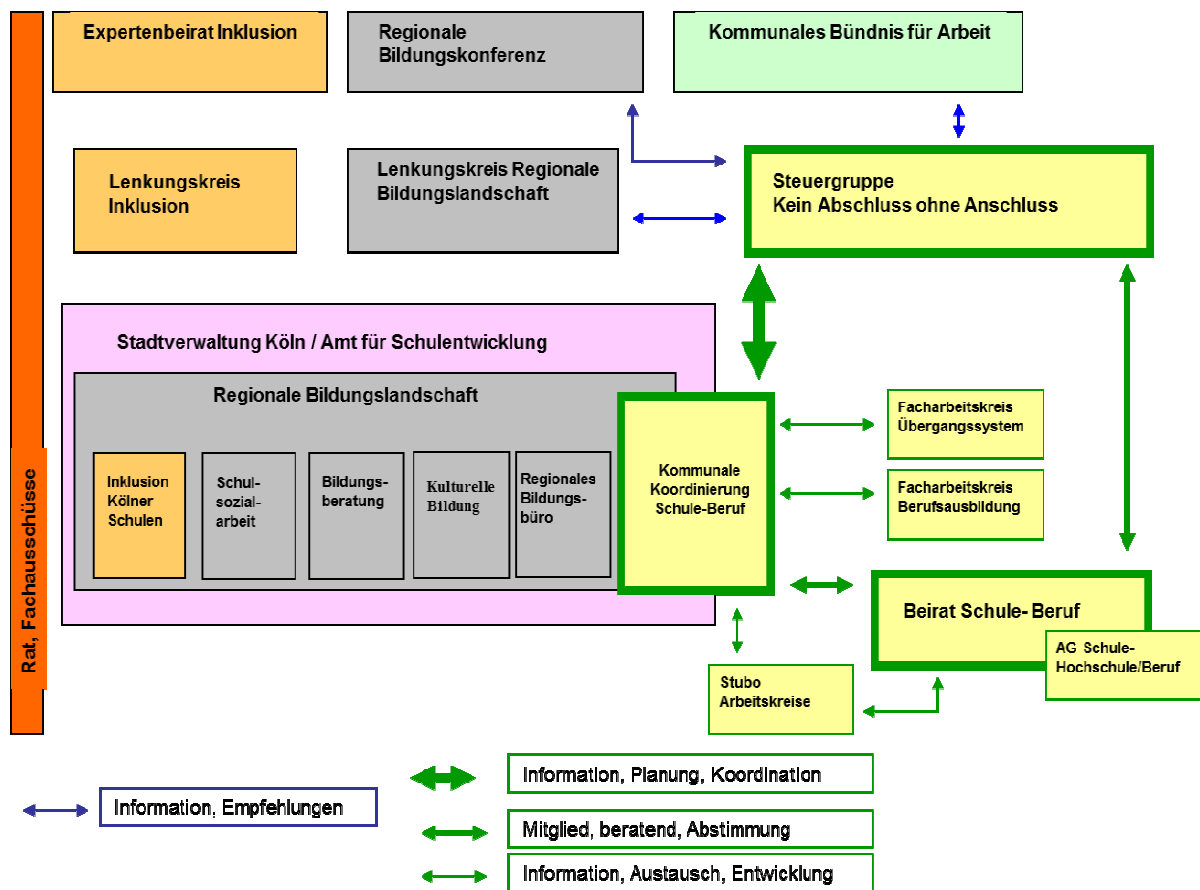 Expertenbeirat Inklusion
Regionale
Bildungskonferenz
Kommunales Bündnis für Arbeit
Lenkungskreis
Inklusion
Lenkungskreis Regionale
Bildungslandschaft
Steuergruppe
Kein Abschluss ohne Anschluss
Stadtverwaltung Köln / Amt für Schulentwicklung
Regionale Bildungslandschaft
Inklusion
Kölner
Schulen
Schul-
sozial-
arbeit
Bildungs-
beratung
Kulturelle
Bildung
Regionales
Bildungs-
büro
Kommunale
Koordinierung
Schule-Beruf
Facharbeitskreis
Übergangssystem
Facharbeitskreis
Berufsausbildung
Beirat Schule- Beruf
AG Schule-
Hochschule/Beruf
Stubo
Arbeitskreise
Rat, Fachausschüsse
Information, Empfehlungen
Information, Planung, Koordination
Mitglied, beratend, Abstimmung
Information, Austausch, Entwicklung